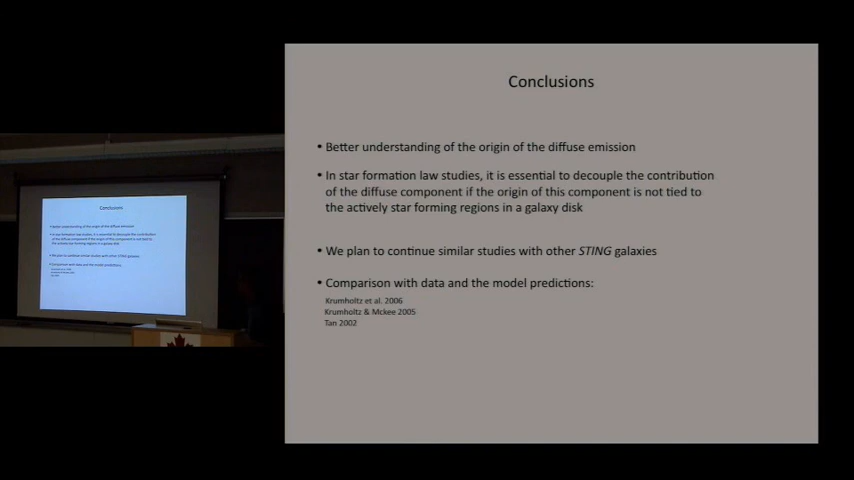 Conclusions
• Better understanding of the origin of the diffuse emission
• In star formation law studies, it is essential to decouple the contribution
of the diffuse component if the origin of this component is not tied to
the actively star forming regions in a galaxy disk
• We plan to continue similar studies with other STING galaxies
• Comparison with data and the model predictions:
Krumholtz et al. 2006
Krumholtz & Mckee 2005
Tan 2002